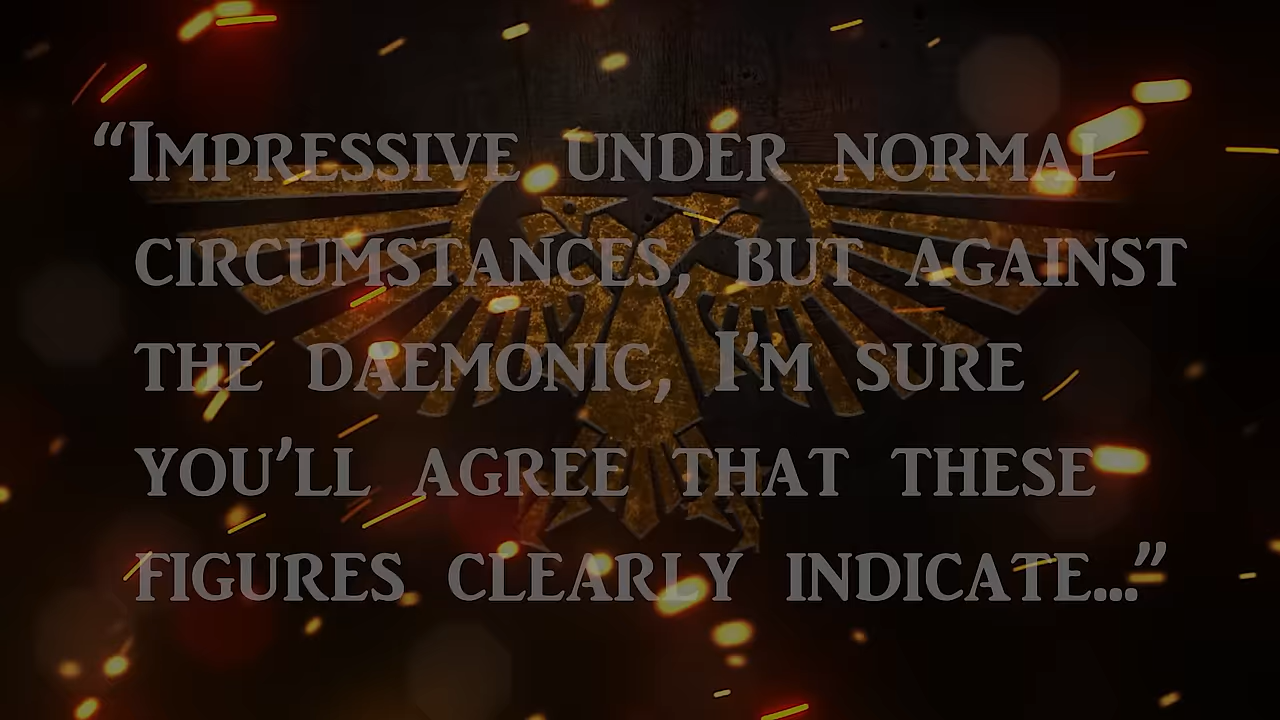 “Impressive under normal
circumstances, but against
the daemonic, I’m sure
you’ll agree that these
figures clearly indicate...”